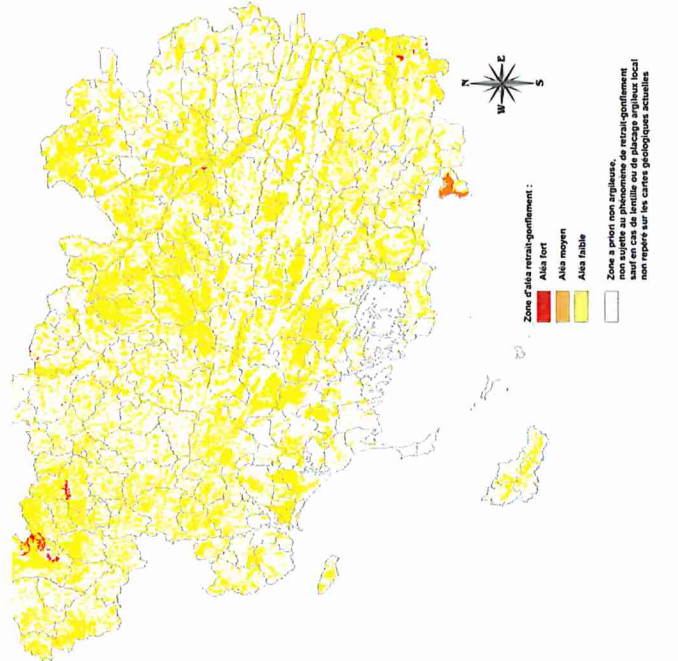 N
E
W
S
Zone d'aléa retrait-gonflement :
Aléa fort
Aléa moyen
Aléa faible
Zone a priori non argileuse,
non sujette au phénomène de retrait-gonflement
sauf en cas de lentille ou de placage argileux local
non repéré sur les cartes géologiques actuelles